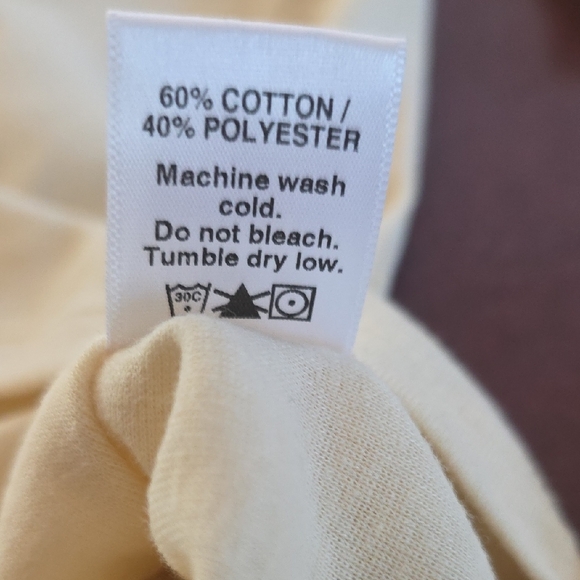 60% COTTON /
40% POLYESTER
Machine wash
cold.
Do not bleach.
Tumble dry low.
30C